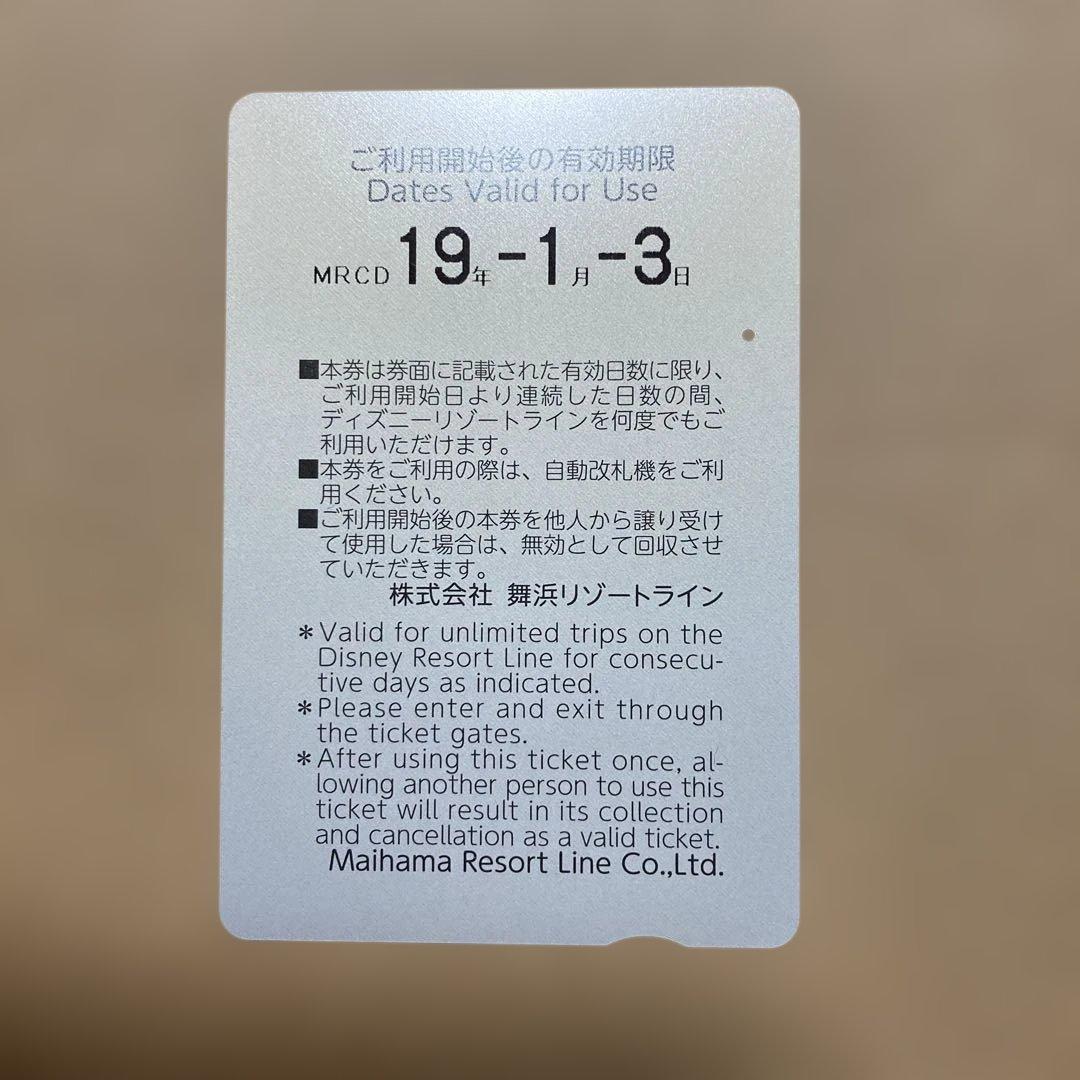 ご利用開始後の有効期限
Dates Valid for Use
MRCD 19年-1月-3日
■本券は券面に記載された有効日数に限り、
ご利用開始日より連続した日数の間、
ディズニーリゾートラインを何度でもご
利用いただけます。
■本券をご利用の際は、自動改札機をご利
用ください。
■ご利用開始後の本券を他人から譲り受け
て使用した場合は、無効として回収させ
ていただきます。
株式会社 舞浜リゾートライン
*Valid for unlimited trips on the
Disney Resort Line for consecu-
tive days as indicated.
*Please enter and exit through
the ticket gates.
*After using this ticket once, al-
lowing another person to use this
ticket will result in its collection
and cancellation as a valid ticket.
Maihama Resort Line Co.,Ltd.